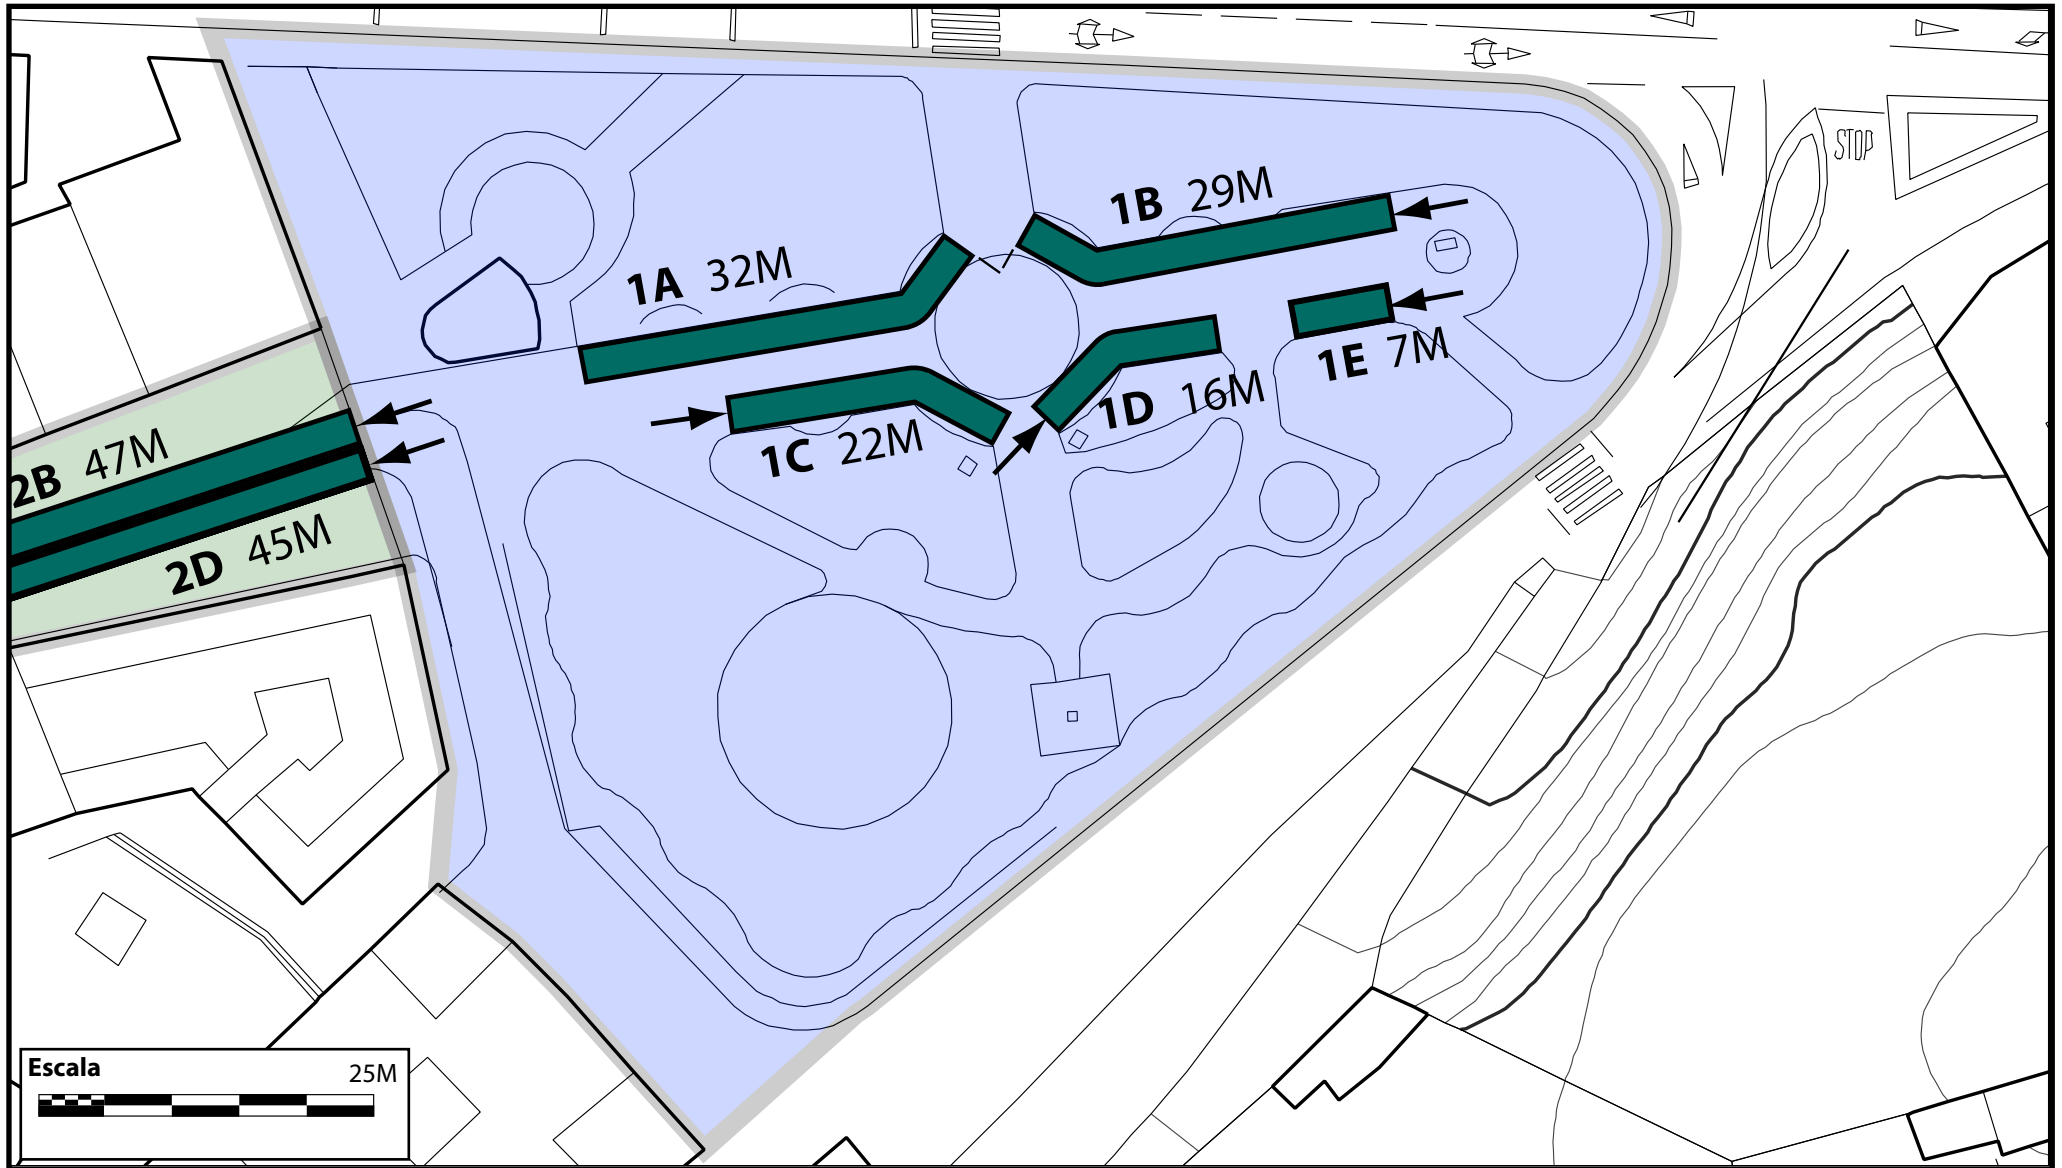 STOP
1B 29M
1A 32M
1E 7M
1D 16M
1C 22M
2B 47M
2D 45M
Escala
25M